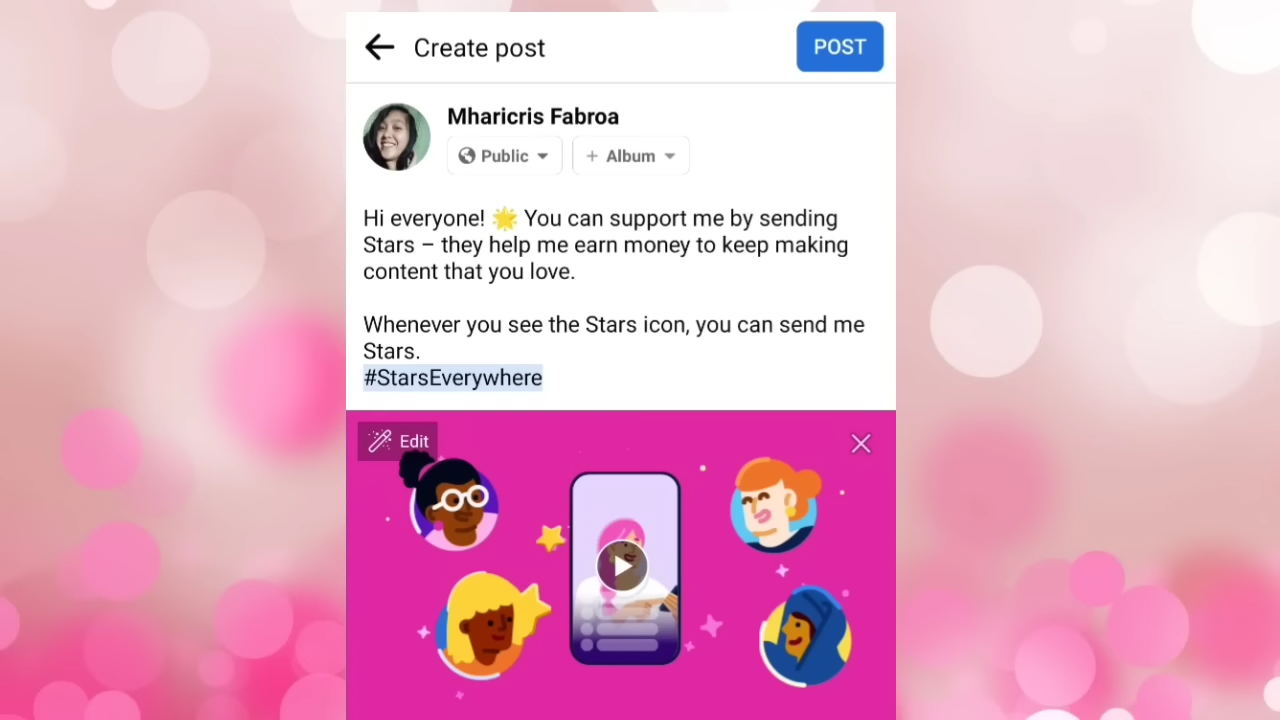 Create post
POST
Mharicris Fabroa
Public
+ Album
Hi everyone! 🌟 You can support me by sending
Stars – they help me earn money to keep making
content that you love.
Whenever you see the Stars icon, you can send me
Stars.
#StarsEverywhere
Edit